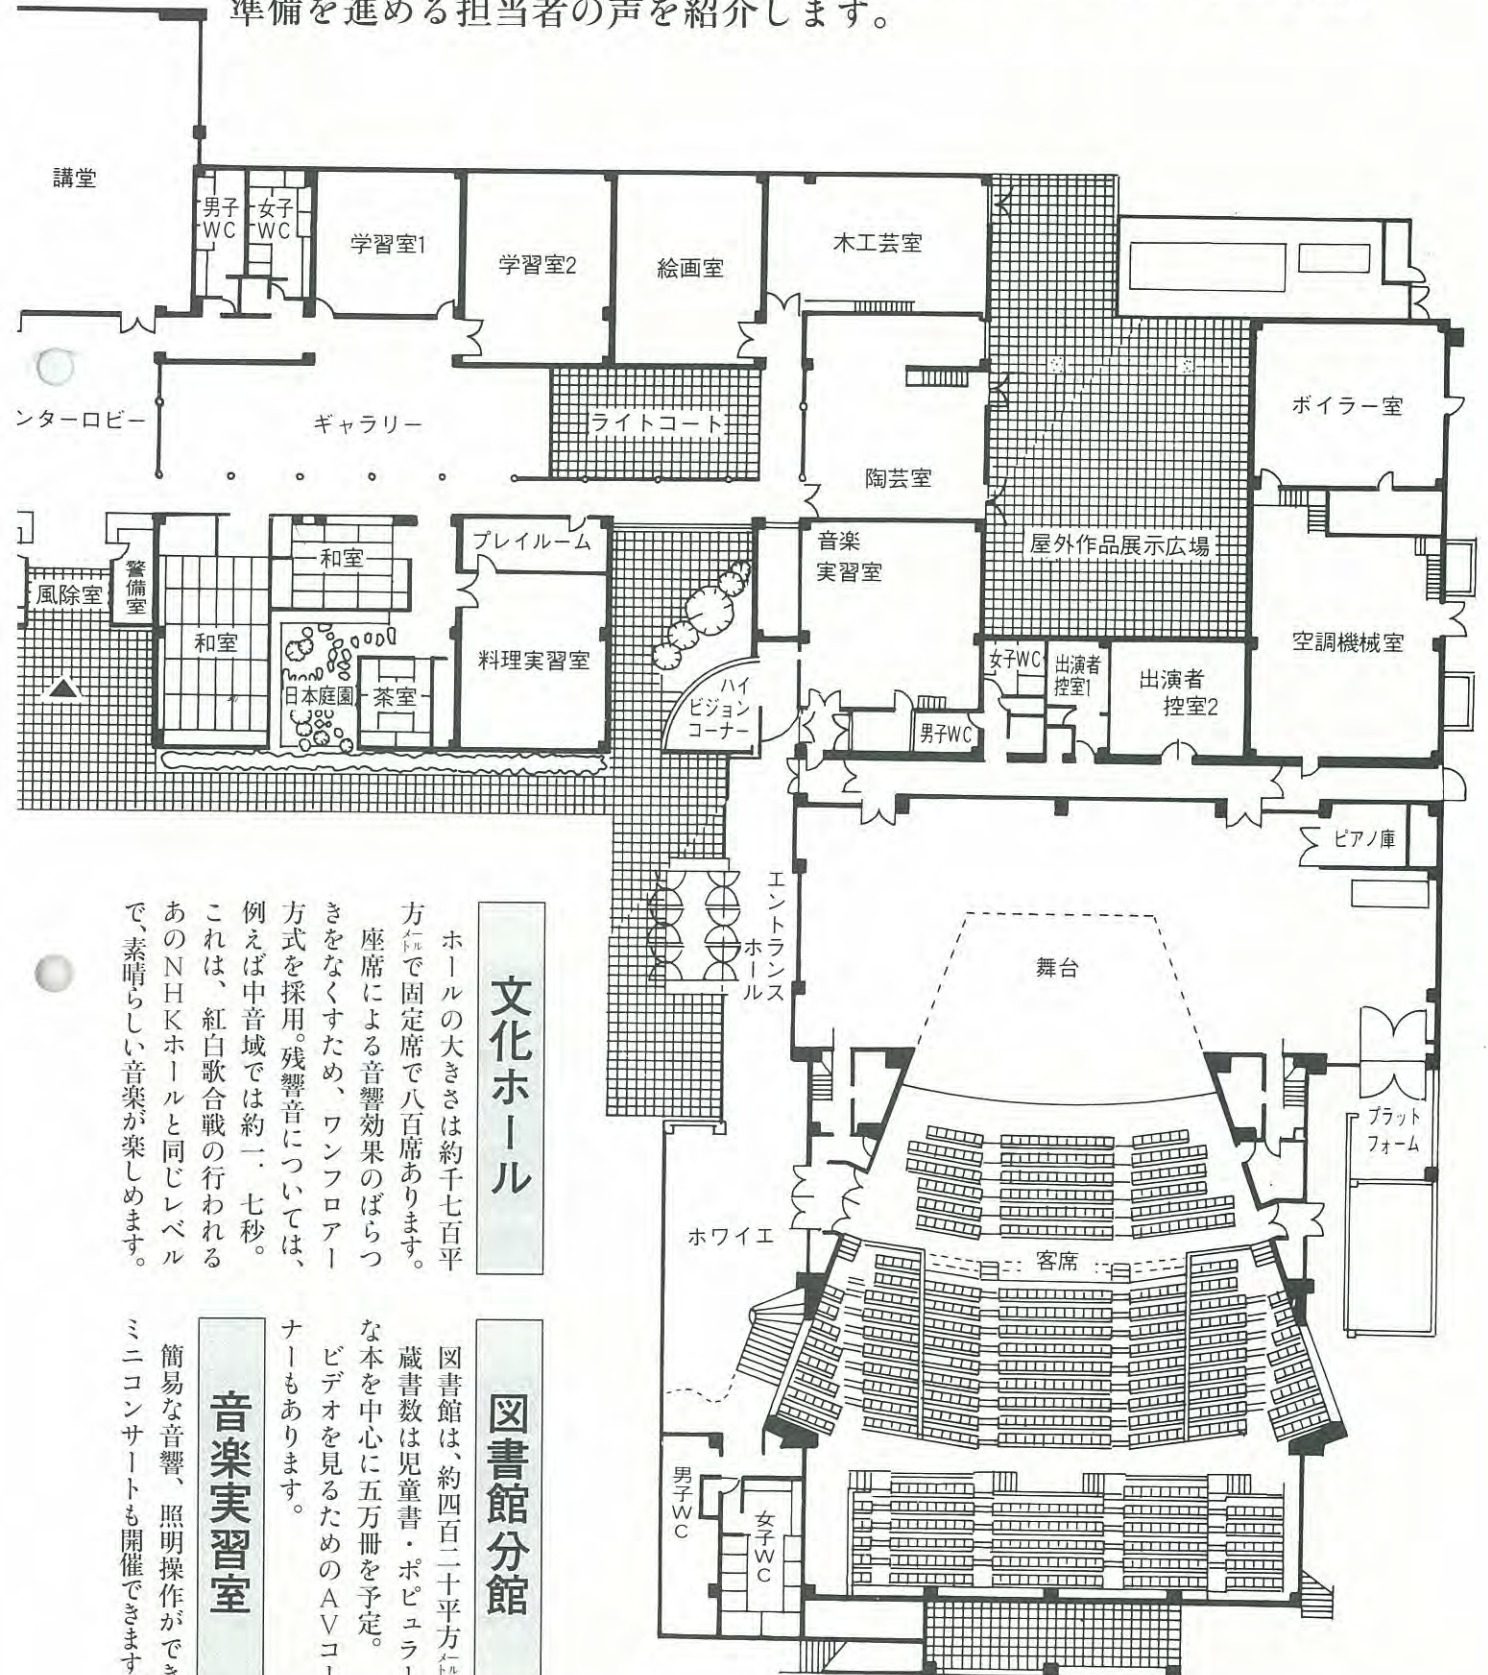 準備を進める担当者の声を紹介します。
講堂
男子
WC
女子
WC
学習室1
学習室2
絵画室
木工芸室
ンターロビー
ギャラリー
ライトコート
陶芸室
ボイラー室
屋外作品展示広場
風除室
警備室
和室
和室
日本庭園
茶室
プレイルーム
料理実習室
ハイ
ビジョン
コーナー
音楽
実習室
男子WC
女子WC
出演者
控室1
出演者
控室2
空調機械室
ピアノ庫
エントランス
ホール
舞台
プラット
フォーム
ホワイエ
客席
男子WC
女子WC
文化ホール
ホールの大きさは約千七百平
方メートルで固定席で八百席あります。
座席による音響効果のばらつ
きをなくすため、ワンフロアー
方式を採用。残響音については、
例えば中音域では約一．七秒。
これは、紅白歌合戦の行われる
あのNHKホールと同じレベル
で、素晴らしい音楽が楽しめます。
図書館分館
図書館は、約四百二十平方メートル
蔵書数は児童書・ポピュラー
な本を中心に五万冊を予定。
ビデオを見るためのAVコー
ナーもあります。
音楽実習室
簡易な音響、照明操作ができ
ミニコンサートも開催できます